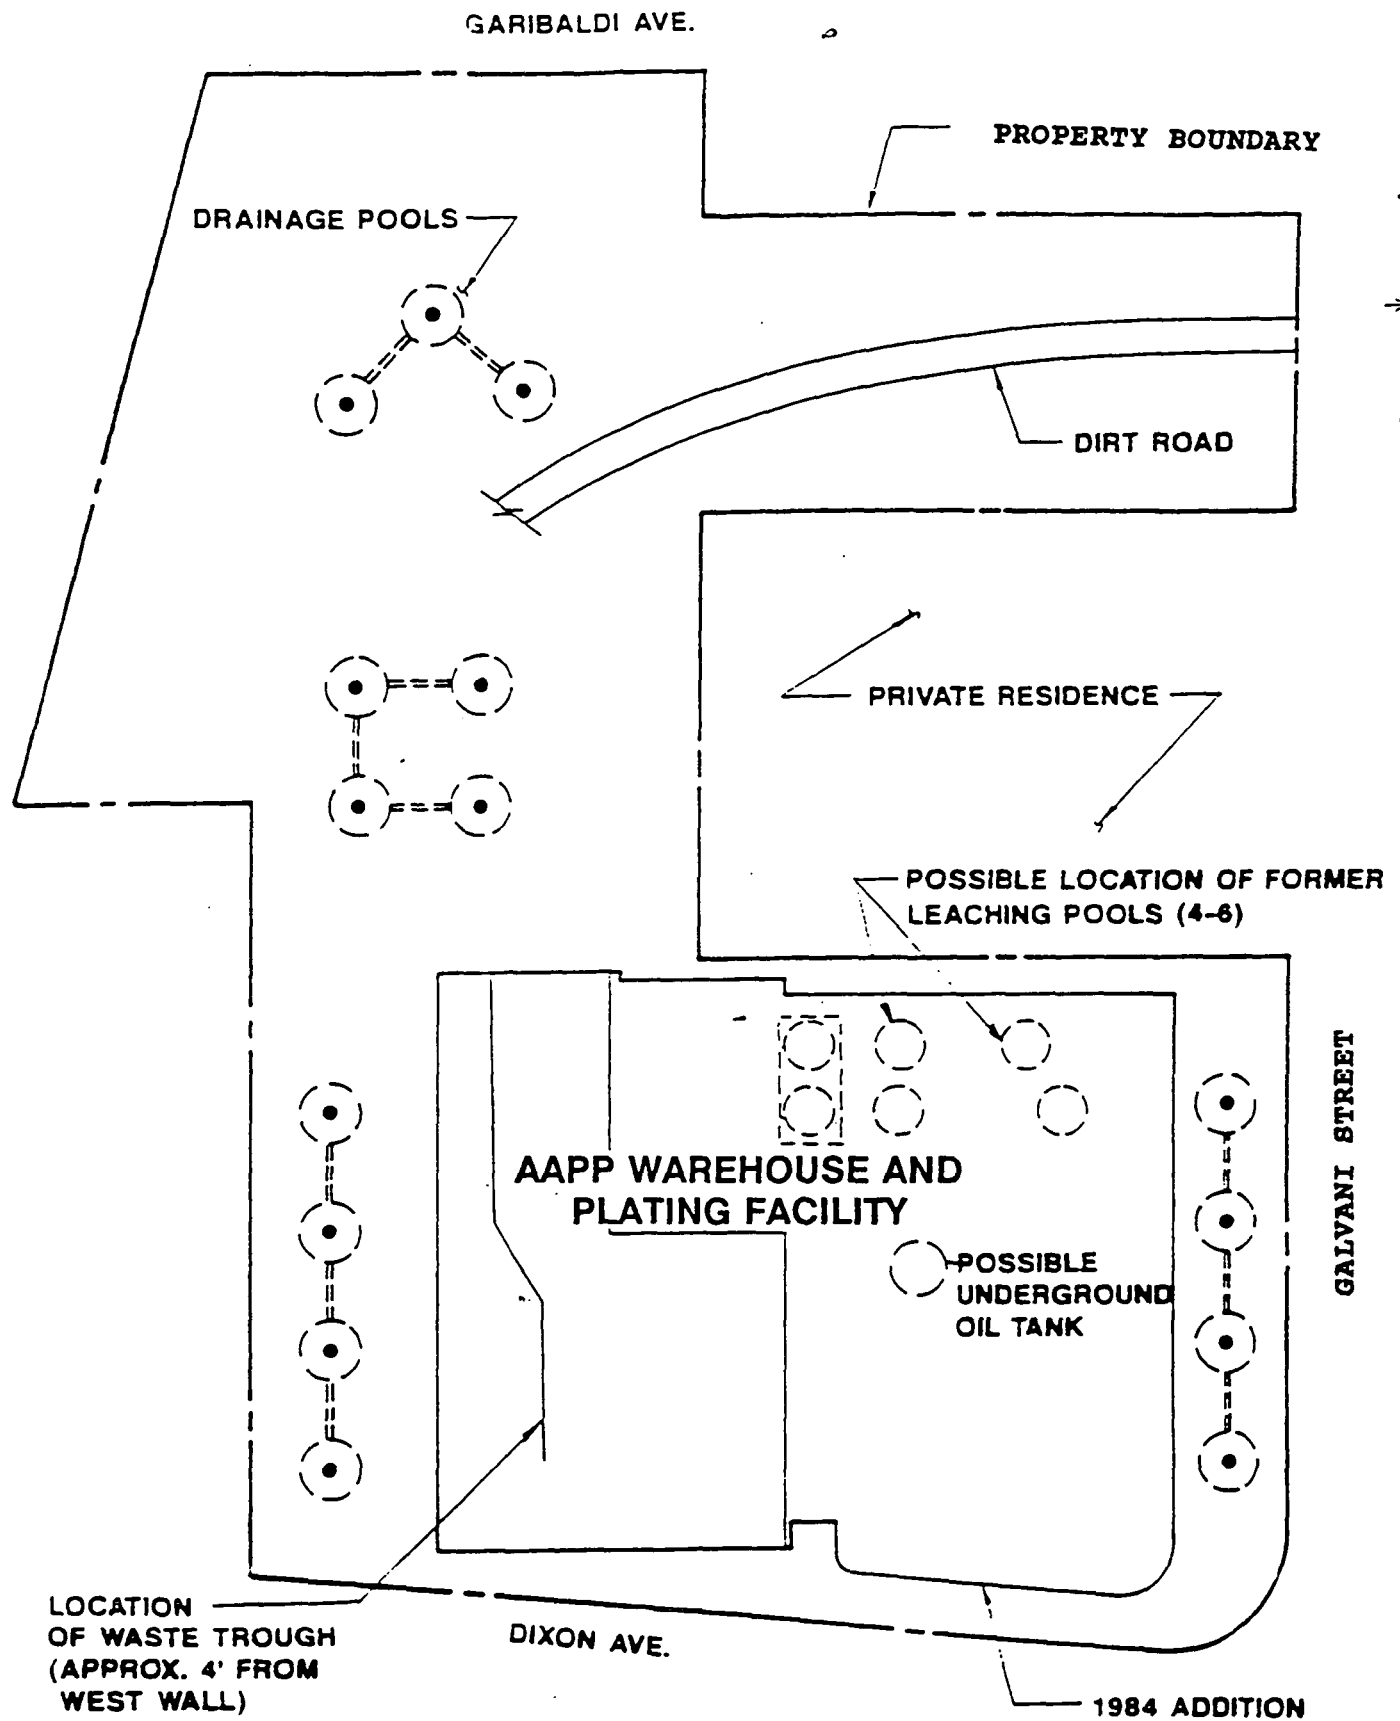 GARIBALDI AVE.
PROPERTY BOUNDARY
DRAINAGE POOLS
DIRT ROAD
PRIVATE RESIDENCE
POSSIBLE LOCATION OF FORMER
LEACHING POOLS (4-6)
GALVANI STREET
AAPP WAREHOUSE AND
PLATING FACILITY
POSSIBLE
UNDERGROUND
OIL TANK
LOCATION
OF WASTE TROUGH
(APPROX. 4' FROM
WEST WALL)
DIXON AVE.
1984 ADDITION